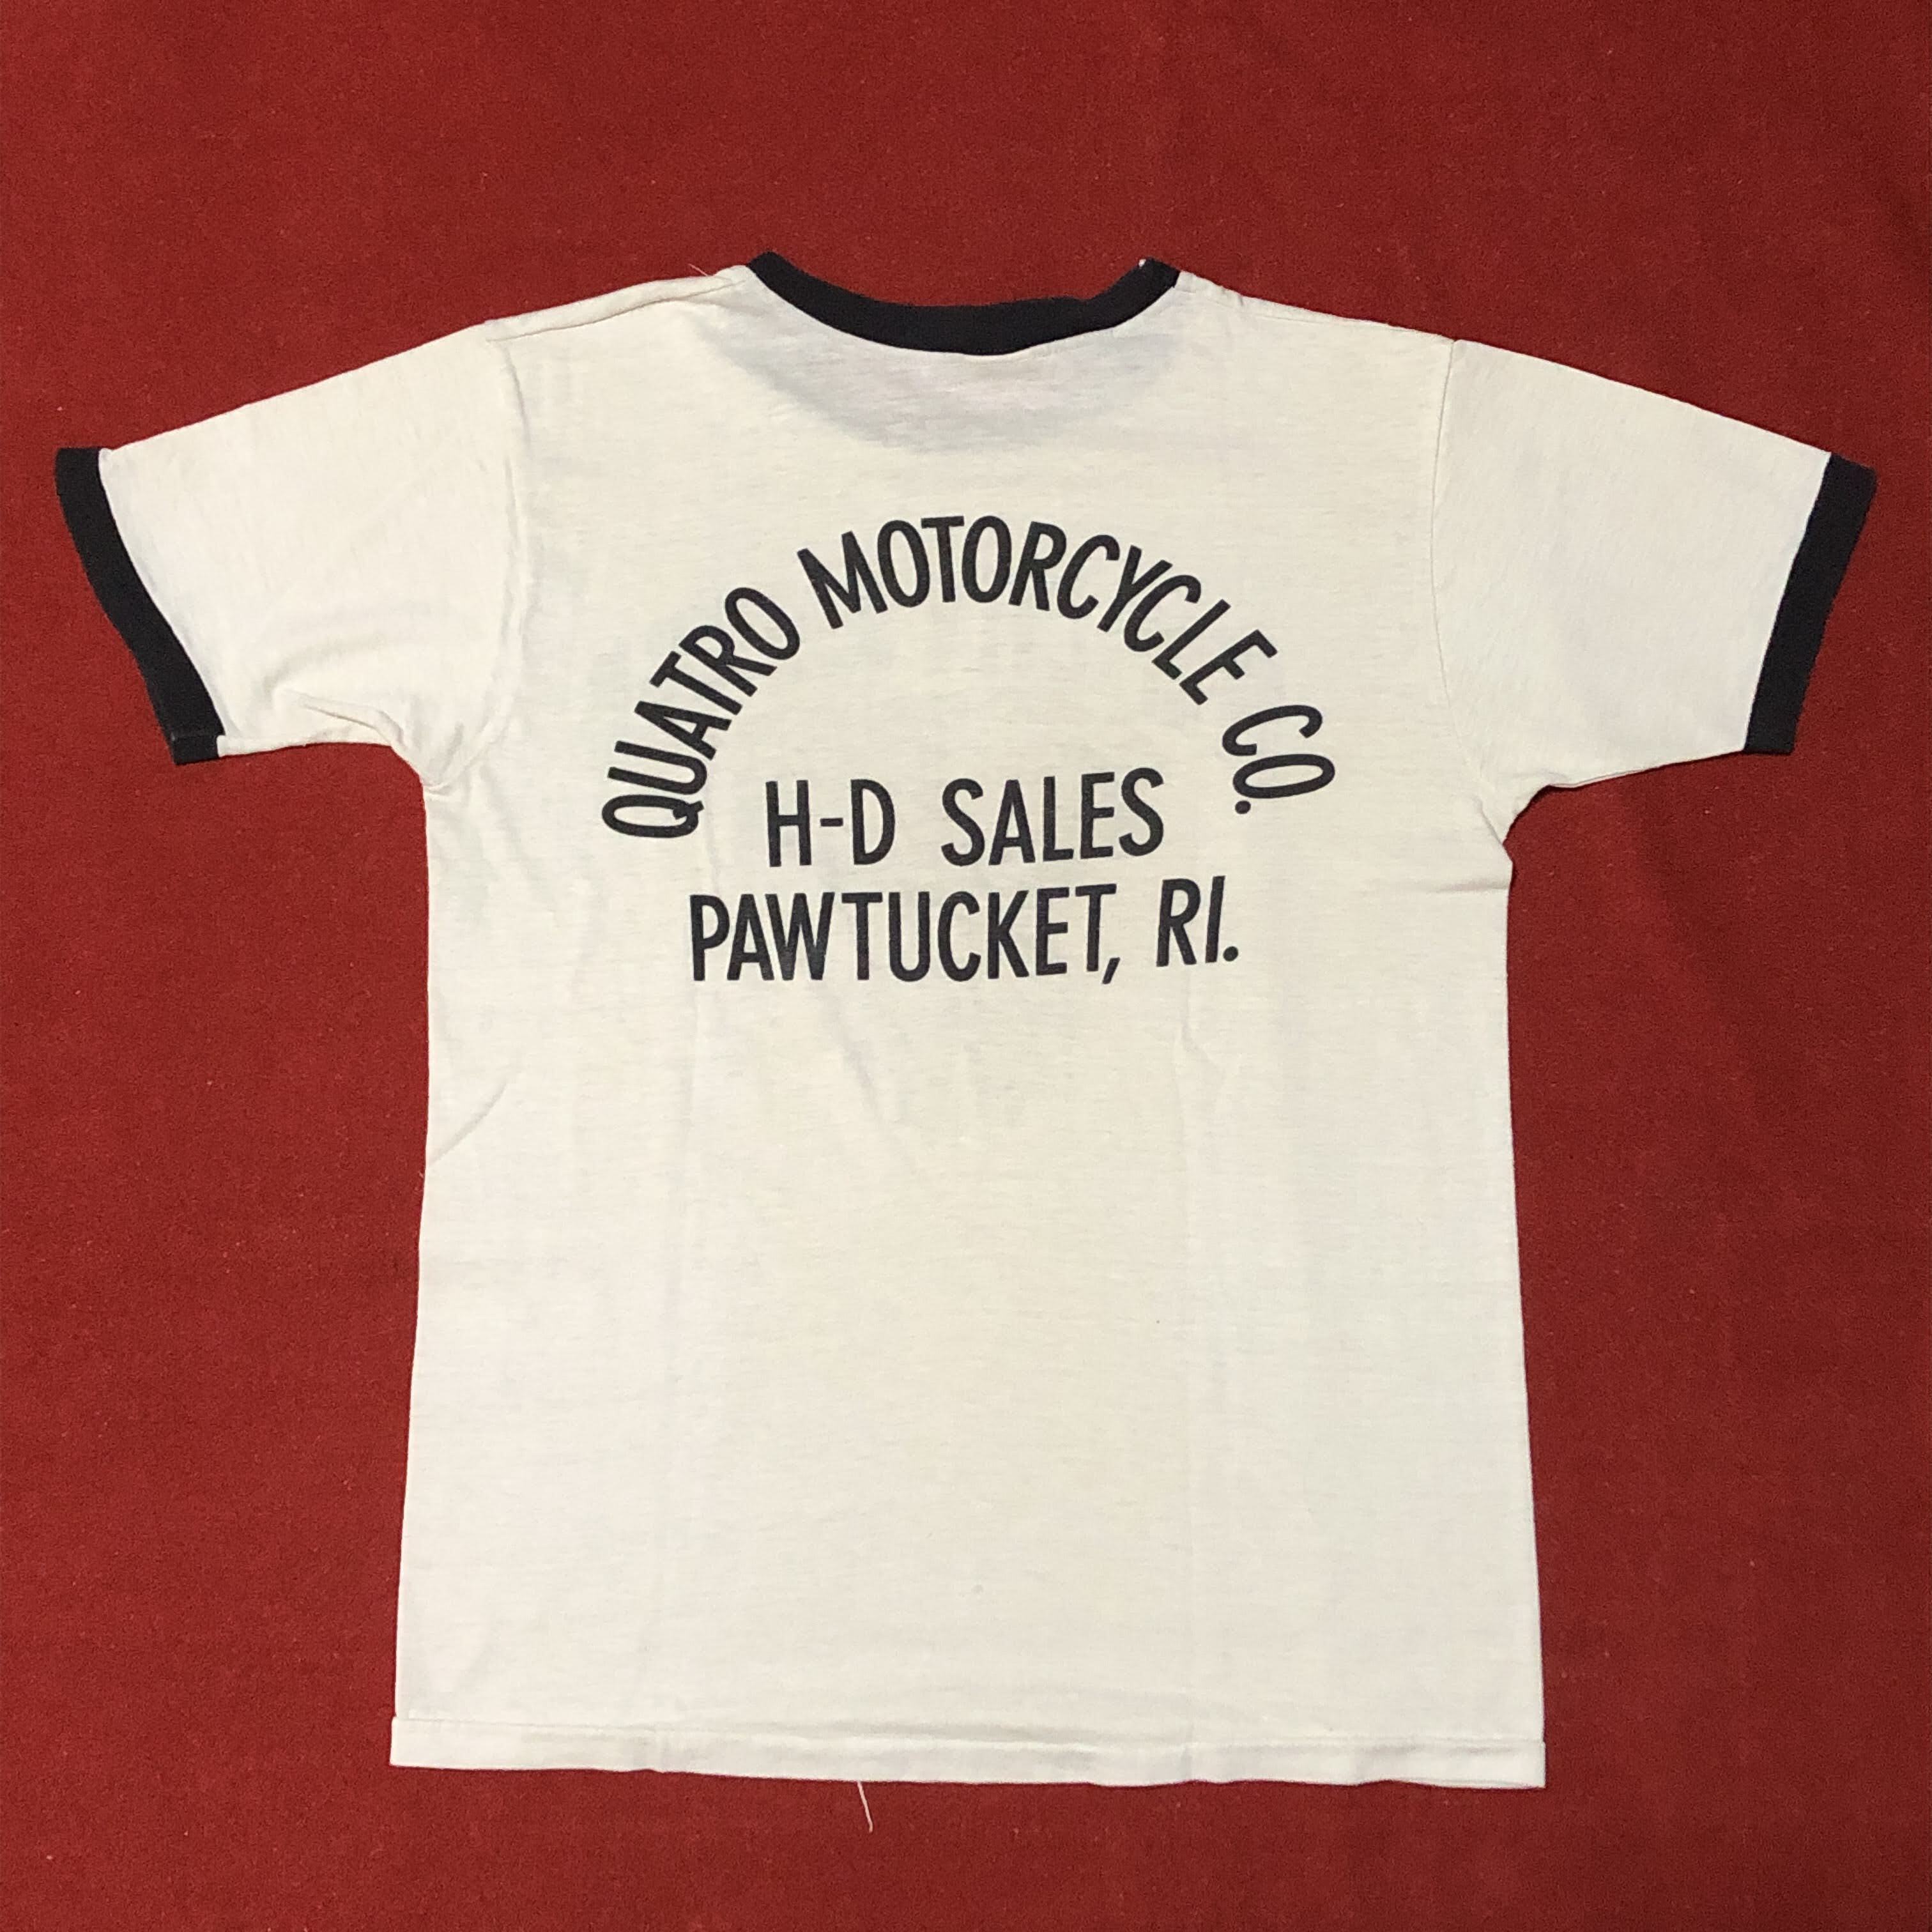 QUATRO MOTORCYCLE CO.
H-D SALES
PAWTUCKET, RI.